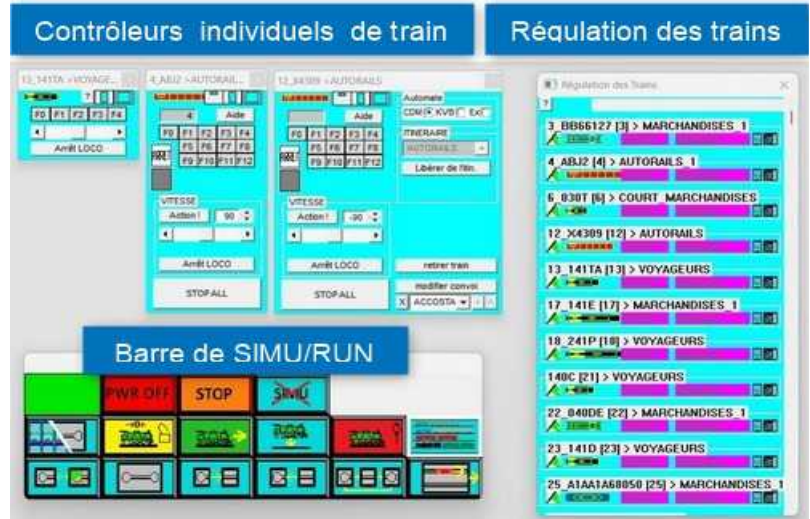 Contrôleurs individuels de train
Régulation des trains
13_141TA >VOYAGE...
?
F0 F1 F2 F3 F4
Arrêt LOCO
4_ABJ2 >AUTORAIL...
4 Aide
F0 F1 F2 F3 F4
F5 F6 F7 F8
F9 F10 F11 F12
VITESSE
Action ! 90
Arrêt LOCO
STOP ALL
12_X4309 >AUTORAILS
Aide
F0 F1 F2 F3 F4
F5 F6 F7 F8
F9 F10 F11 F12
VITESSE
Action ! -90
Arrêt LOCO
STOP ALL
Automate
CDM KVB Ex
ITINERAIRE
AUTORAILS
Libérer de l'itin.
retirer train
modifier convoi
X ACCOSTA
Régulation des Trains
?
3_BB66127 [3] > MARCHANDISES_1
4_ABJ2 [4] > AUTORAILS_1
6_030T [6] > COURT_MARCHANDISES
12_X4309 [12] > AUTORAILS
13_141TA [13] > VOYAGEURS
17_141E [17] > MARCHANDISES_1
18_241P [18] > VOYAGEURS
140C [21] > VOYAGEURS
22_040DE [22] > MARCHANDISES_1
23_141D [23] > VOYAGEURS
25_A1AA1A68050 [25] > MARCHANDISES_1
Barre de SIMU/RUN
PWR OFF STOP SIMU